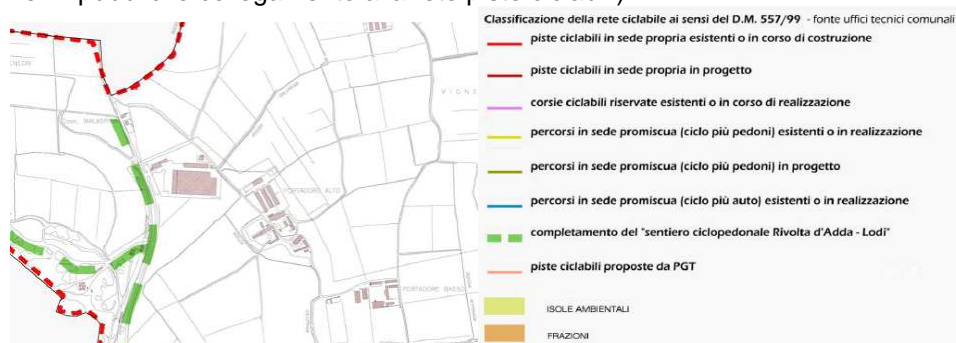 Classificazione della rete ciclabile ai sensi del D.M. 557/99 - fonte uffici tecnici comunali
piste ciclabili in sede propria esistenti o in corso di costruzione
piste ciclabili in sede propria in progetto
corsie ciclabili riservate esistenti o in corso di realizzazione
percorsi in sede promiscua (ciclo più pedoni) esistenti o in realizzazione
percorsi in sede promiscua (ciclo più pedoni) in progetto
percorsi in sede promiscua (ciclo più auto) esistenti o in realizzazione
completamento del "sentiero ciclopedonale Rivolta d'Adda - Lodi"
piste ciclabili proposte da PGT
ISOLE AMBIENTALI
FRAZIONI
VIGNE
PORTADORE ALTO
PORTADORE BASSO